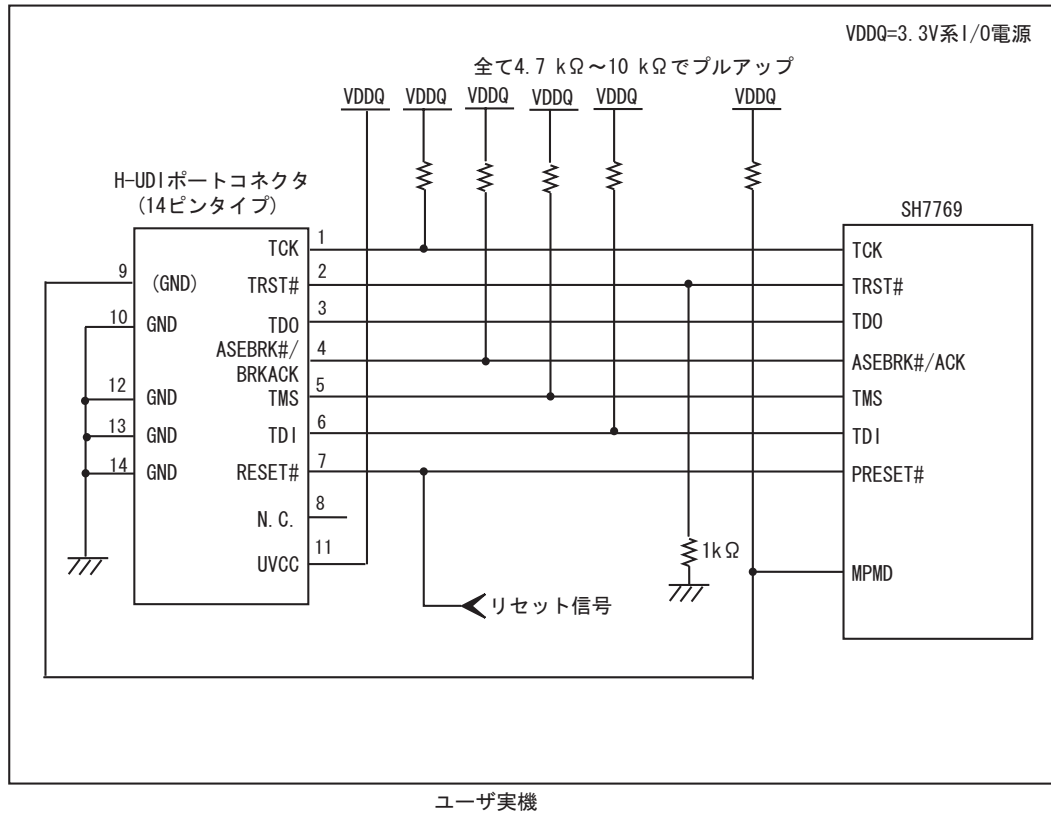 VDDQ=3.3V系I/O電源
全て4.7 kΩ～10 kΩでプルアップ
VDDQ VDDQ VDDQ VDDQ VDDQ VDDQ
H-UDIポートコネクタ
(14ピンタイプ)
SH7769
TCK 1 TCK
9 (GND) TRST# 2 TRST#
10 GND TDO 3 TDO
ASEBRK#/
BRKACK 4 ASEBRK#/ACK
12 GND TMS 5 TMS
13 GND TDI 6 TDI
14 GND RESET# 7 PRESET#
N.C. 8
UVCC 11
1kΩ
MPMD
リセット信号
ユーザ実機